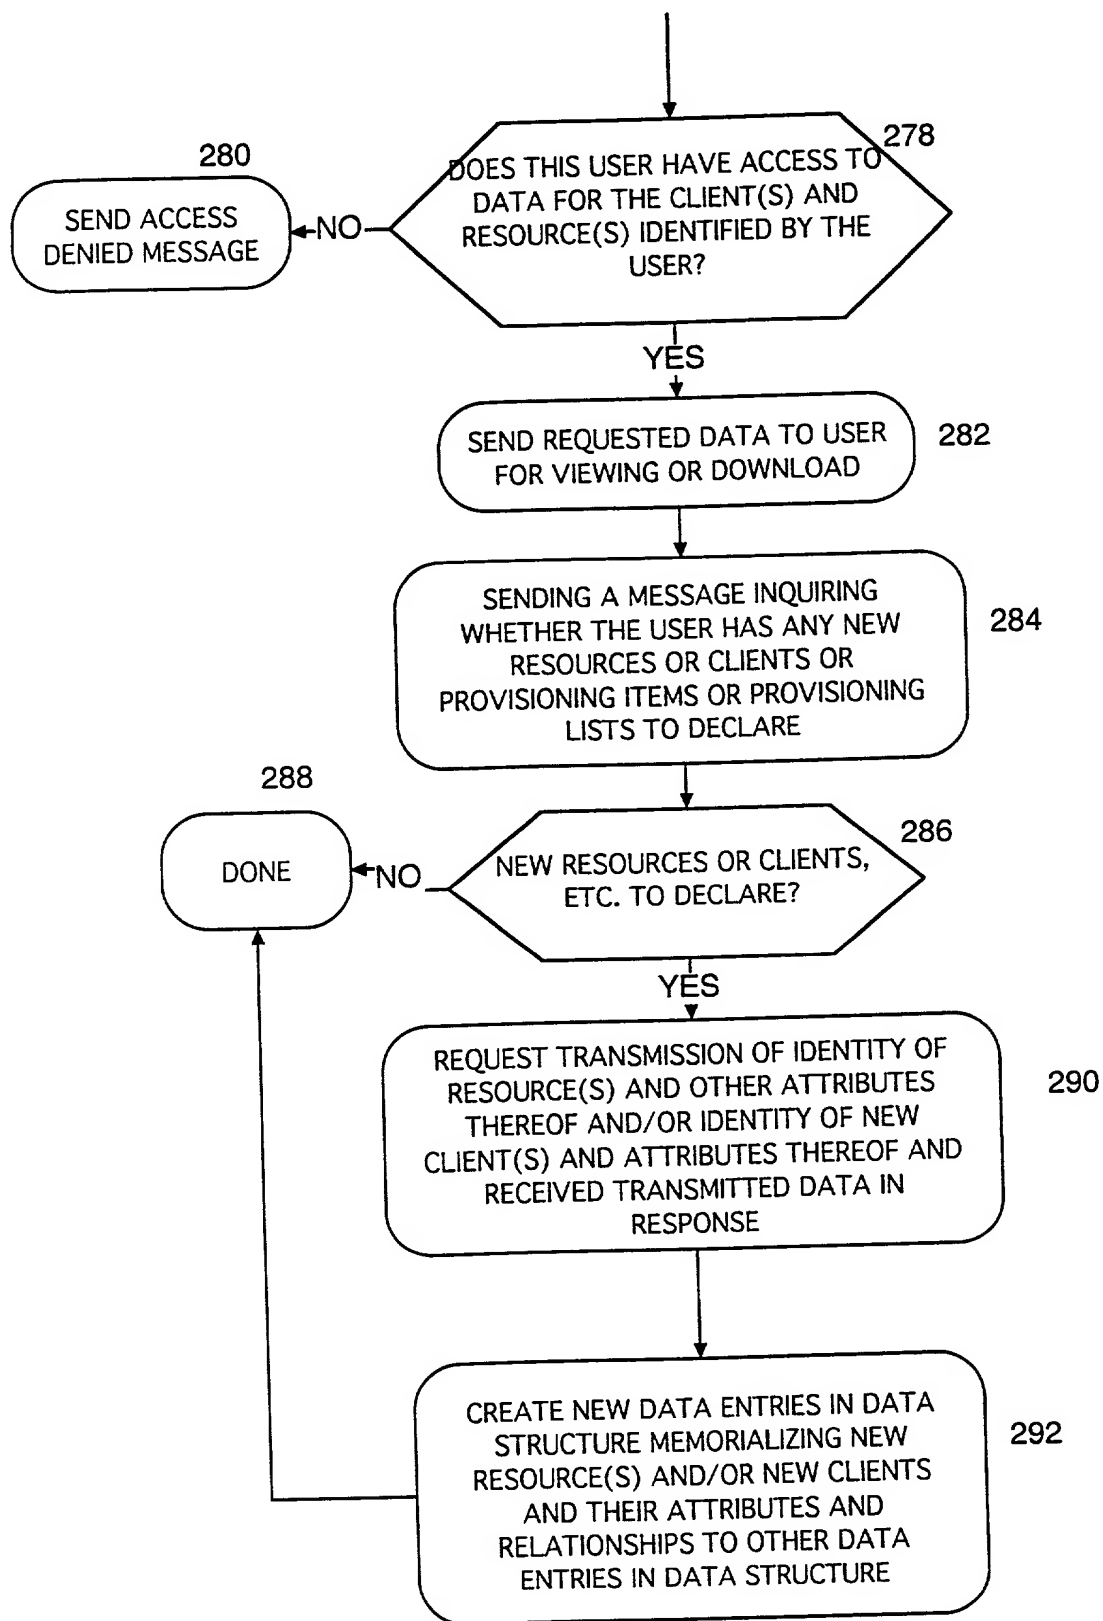 278
DOES THIS USER HAVE ACCESS TO
DATA FOR THE CLIENT(S) AND
RESOURCE(S) IDENTIFIED BY THE
USER?
280
SEND ACCESS
DENIED MESSAGE
NO
YES
SEND REQUESTED DATA TO USER
FOR VIEWING OR DOWNLOAD
282
SENDING A MESSAGE INQUIRING
WHETHER THE USER HAS ANY NEW
RESOURCES OR CLIENTS OR
PROVISIONING ITEMS OR PROVISIONING
LISTS TO DECLARE
284
288
DONE
NO
286
NEW RESOURCES OR CLIENTS,
ETC. TO DECLARE?
YES
REQUEST TRANSMISSION OF IDENTITY OF
RESOURCE(S) AND OTHER ATTRIBUTES
THEREOF AND/OR IDENTITY OF NEW
CLIENT(S) AND ATTRIBUTES THEREOF AND
RECEIVED TRANSMITTED DATA IN
RESPONSE
290
CREATE NEW DATA ENTRIES IN DATA
STRUCTURE MEMORIALIZING NEW
RESOURCE(S) AND/OR NEW CLIENTS
AND THEIR ATTRIBUTES AND
RELATIONSHIPS TO OTHER DATA
ENTRIES IN DATA STRUCTURE
292